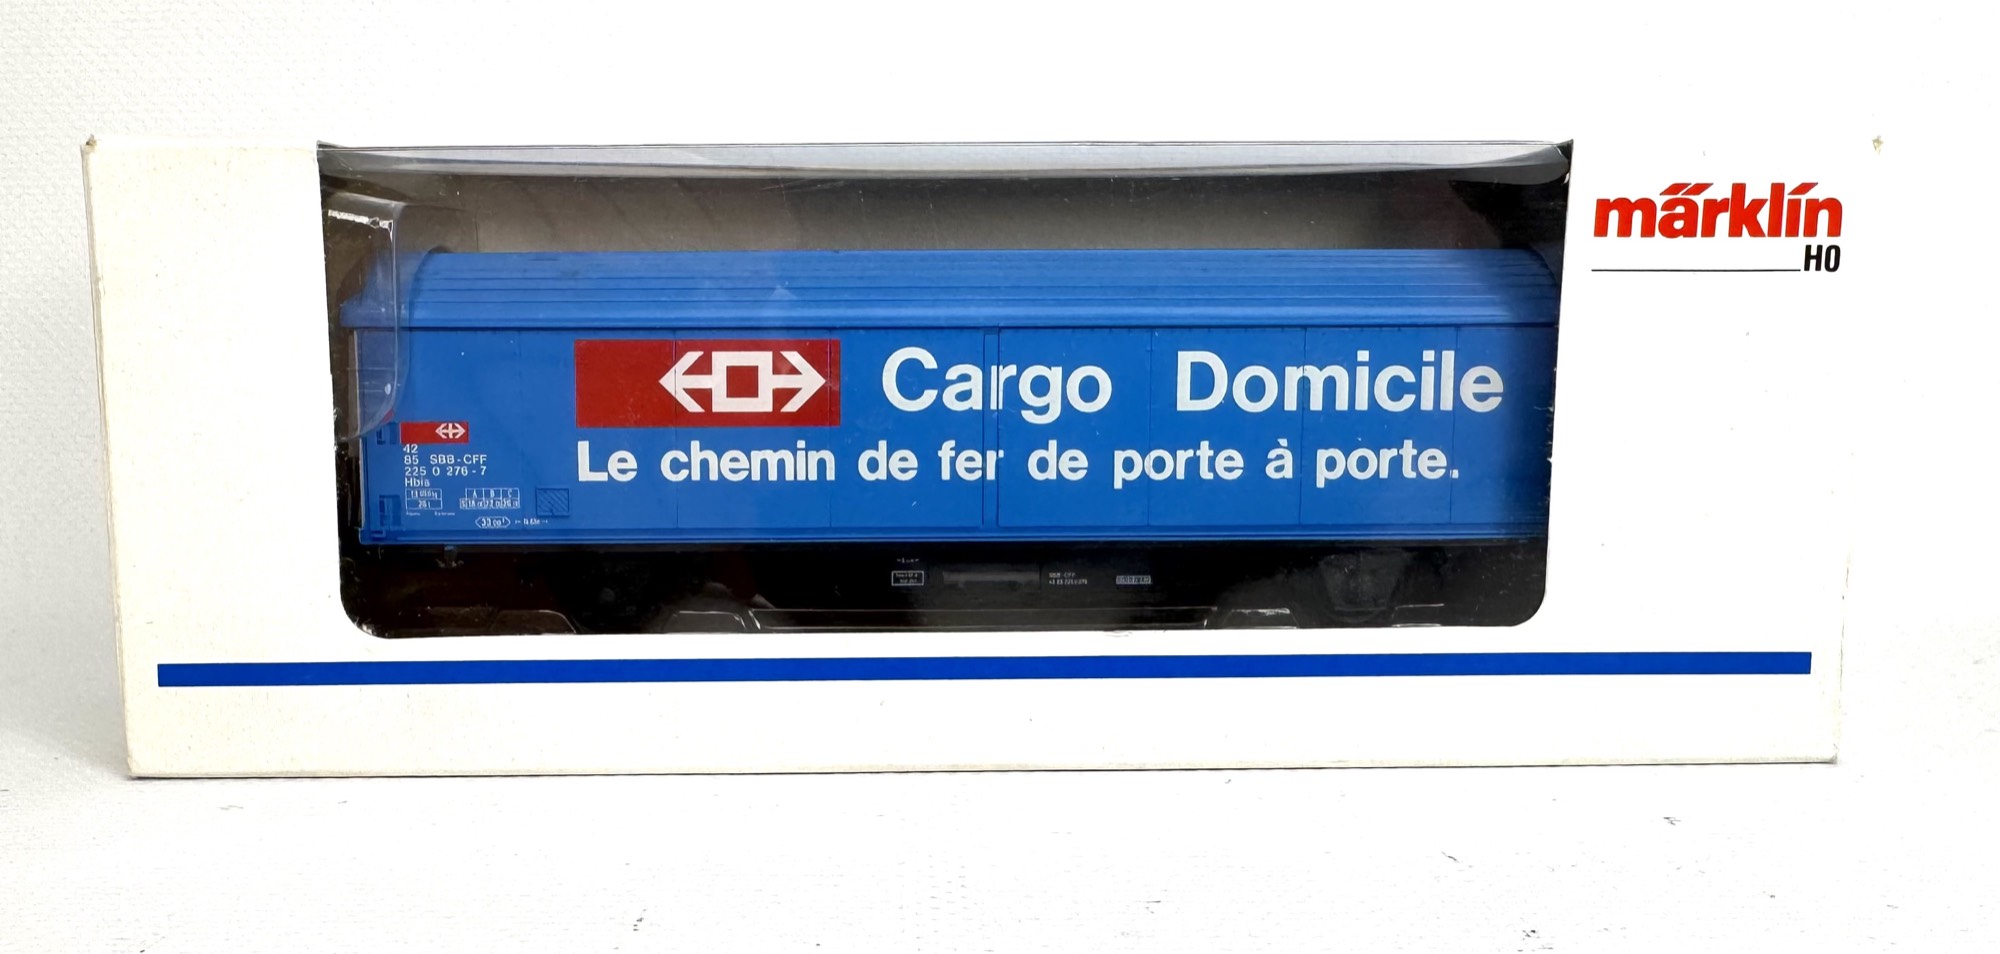 märklin
HO
Cargo Domicile
Le chemin de fer de porte à porte.
42
85 SBB-CFF
225 0 276-7
Hbis
A B C